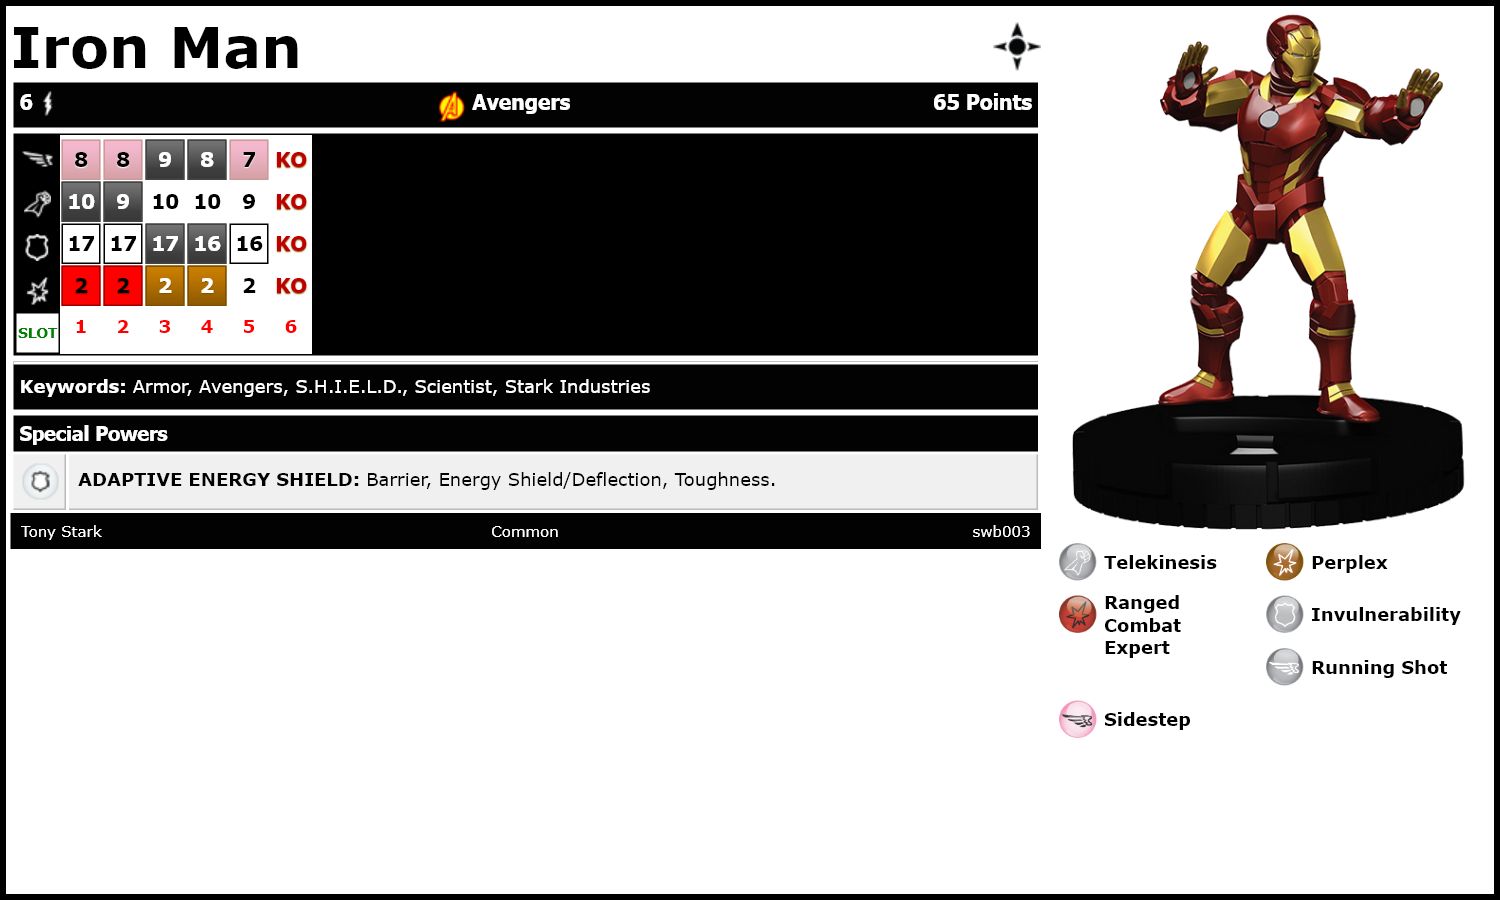 Iron Man
6 Avengers 65 Points
8 8 9 8 7 KO
10 9 10 10 9 KO
17 17 17 16 16 KO
2 2 2 2 2 KO
SLOT 1 2 3 4 5 6
Keywords: Armor, Avengers, S.H.I.E.L.D., Scientist, Stark Industries
Special Powers
ADAPTIVE ENERGY SHIELD: Barrier, Energy Shield/Deflection, Toughness.
Tony Stark Common swb003
Telekinesis
Ranged
Combat
Expert
Sidestep
Perplex
Invulnerability
Running Shot